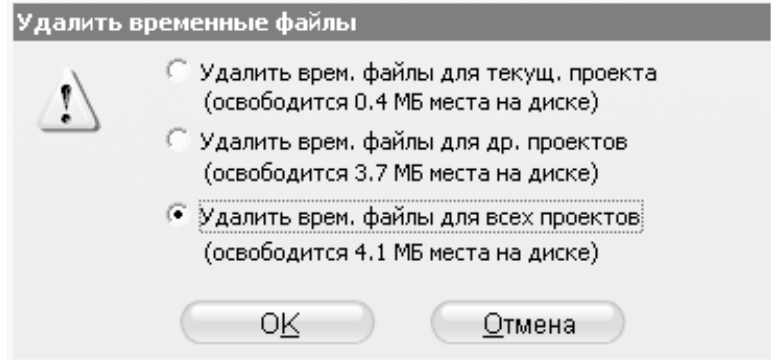 Удалить временные файлы
Удалить врем. файлы для текущ. проекта
(освободится 0.4 МБ места на диске)
Удалить врем. файлы для др. проектов
(освободится 3.7 МБ места на диске)
Удалить врем. файлы для всех проектов
(освободится 4.1 МБ места на диске)
OK Отмена